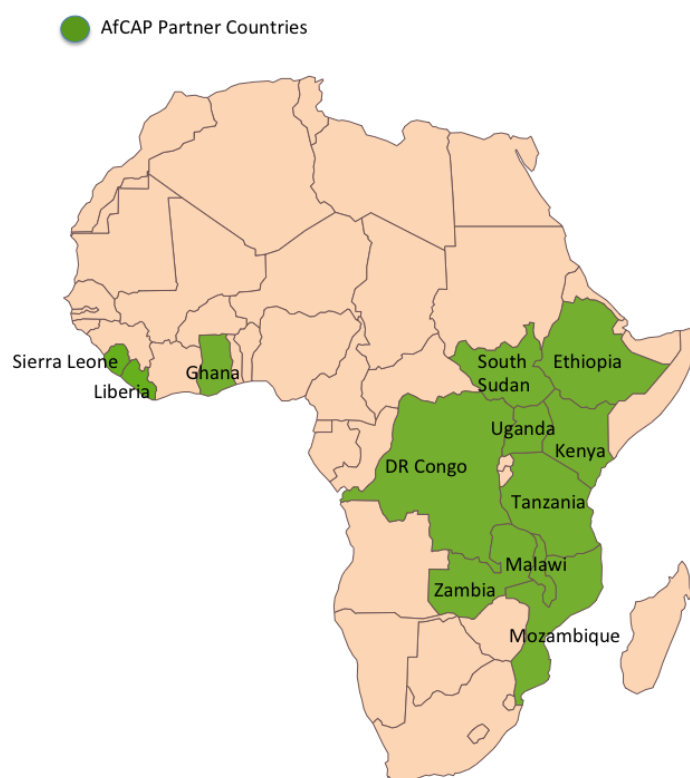 AfCAP Partner Countries
Sierra Leone
Liberia
Ghana
South
Sudan
Ethiopia
Uganda
Kenya
DR Congo
Tanzania
Malawi
Zambia
Mozambique